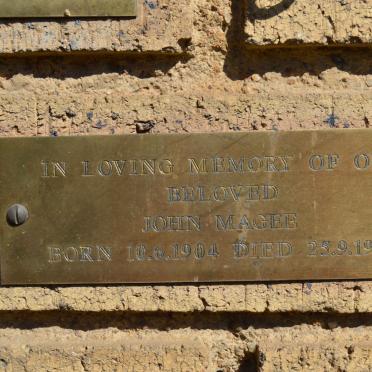 IN LOVING MEMORY OF O
BELOVED
JOHN MAGEE
BORN 10.6.1904 DIED 25.9.19